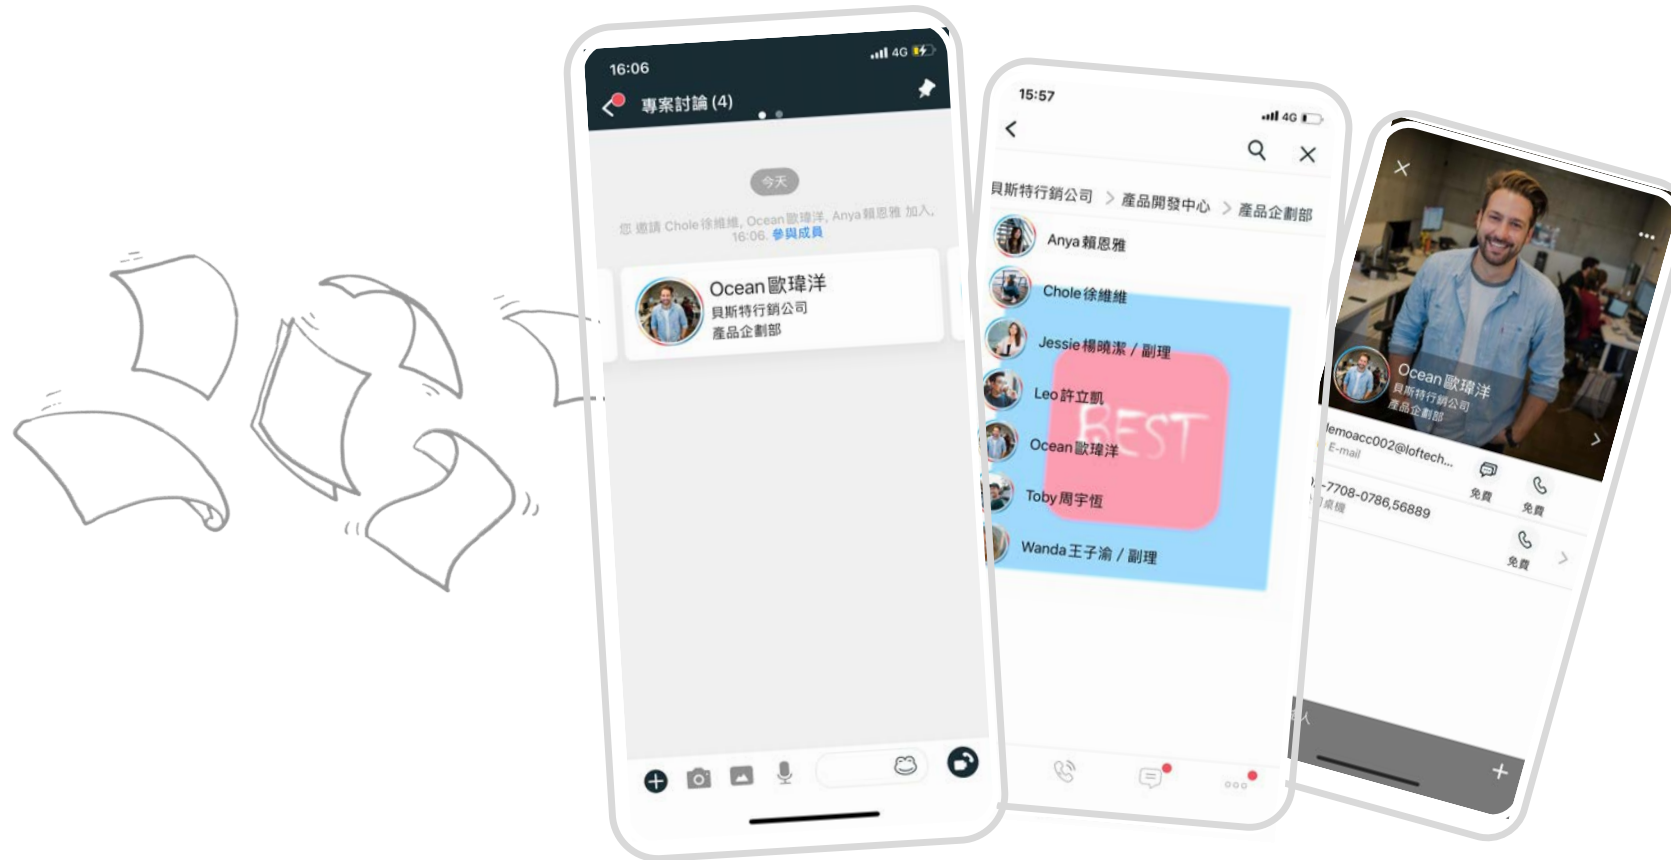 16:06
4G
專案討論 (4)
今天
您 邀請 Chole徐維維, Ocean歐瑋洋, Anya賴恩雅 加入,
16:06. 參與成員
Ocean歐瑋洋
貝斯特行銷公司
產品企劃部
15:57
4G
貝斯特行銷公司 > 產品開發中心 > 產品企劃部
Anya賴恩雅
Chole徐維維
Jessie楊曉潔 / 副理
Leo許立凱
BEST
Ocean歐瑋洋
Toby周宇恆
Wanda王子渝 / 副理
Ocean歐瑋洋
貝斯特行銷公司
產品企劃部
lemoacc002@loftech...
E-mail
免費
免費
-7708-0786,56889
桌機
免費
人